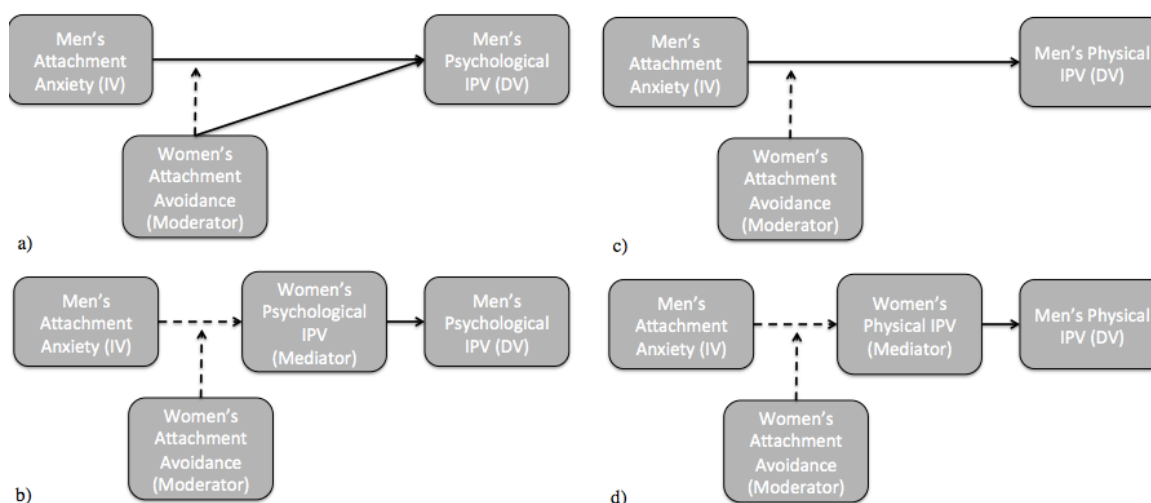 Men's
Attachment
Anxiety (IV)
Men's
Psychological
IPV (DV)
Women's
Attachment
Avoidance
(Moderator)
a)
Men's
Attachment
Anxiety (IV)
Men's Physical
IPV (DV)
Women's
Attachment
Avoidance
(Moderator)
c)
Men's
Attachment
Anxiety (IV)
Women's
Psychological
IPV
(Mediator)
Men's
Psychological
IPV (DV)
Women's
Attachment
Avoidance
(Moderator)
b)
Men's
Attachment
Anxiety (IV)
Women's
Physical IPV
(Mediator)
Men's Physical
IPV (DV)
Women's
Attachment
Avoidance
(Moderator)
d)